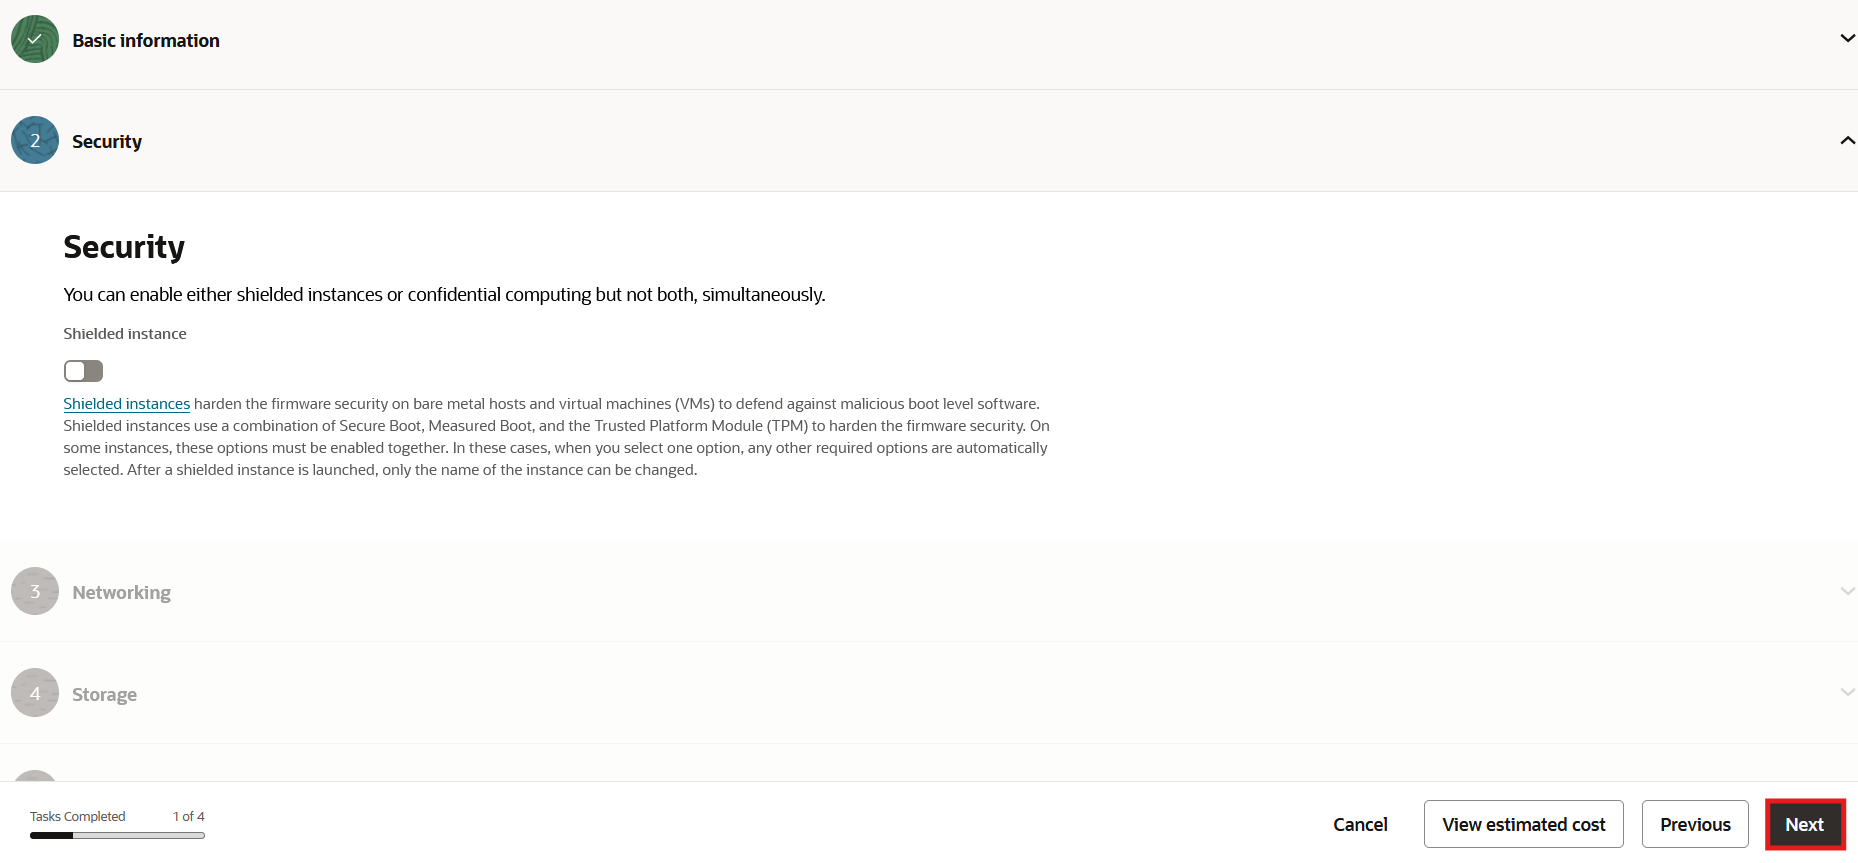 Basic information
2
Security
Security
You can enable either shielded instances or confidential computing but not both, simultaneously.
Shielded instance
Shielded instances harden the firmware security on bare metal hosts and virtual machines (VMs) to defend against malicious boot level software.
Shielded instances use a combination of Secure Boot, Measured Boot, and the Trusted Platform Module (TPM) to harden the firmware security. On
some instances, these options must be enabled together. In these cases, when you select one option, any other required options are automatically
selected. After a shielded instance is launched, only the name of the instance can be changed.
3
Networking
4
Storage
Tasks Completed
1 of 4
Cancel
View estimated cost
Previous
Next